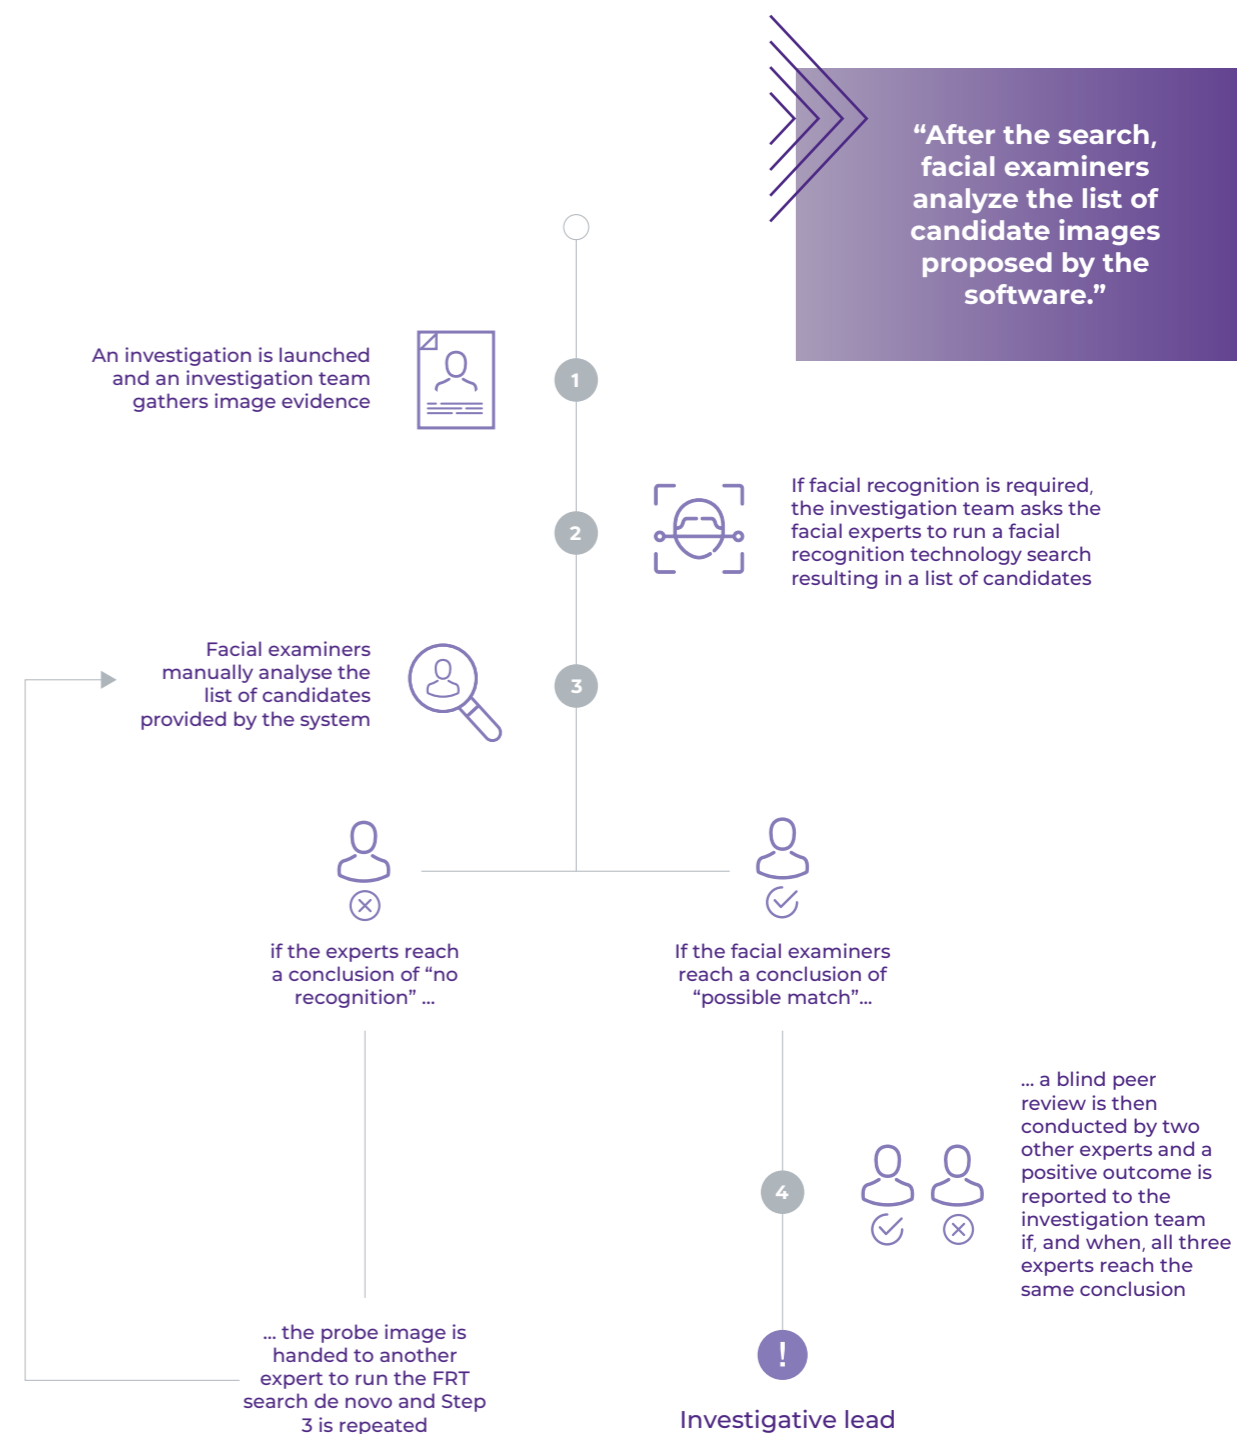 “After the search,
facial examiners
analyze the list of
candidate images
proposed by the
software.”
An investigation is launched
and an investigation team
gathers image evidence
1
2
If facial recognition is required,
the investigation team asks the
facial experts to run a facial
recognition technology search
resulting in a list of candidates
Facial examiners
manually analyse the
list of candidates
provided by the system
3
if the experts reach
a conclusion of “no
recognition” ...
If the facial examiners
reach a conclusion of
“possible match”...
4
... a blind peer
review is then
conducted by two
other experts and a
positive outcome is
reported to the
investigation team
if, and when, all three
experts reach the
same conclusion
... the probe image is
handed to another
expert to run the FRT
search de novo and Step
3 is repeated
!
Investigative lead